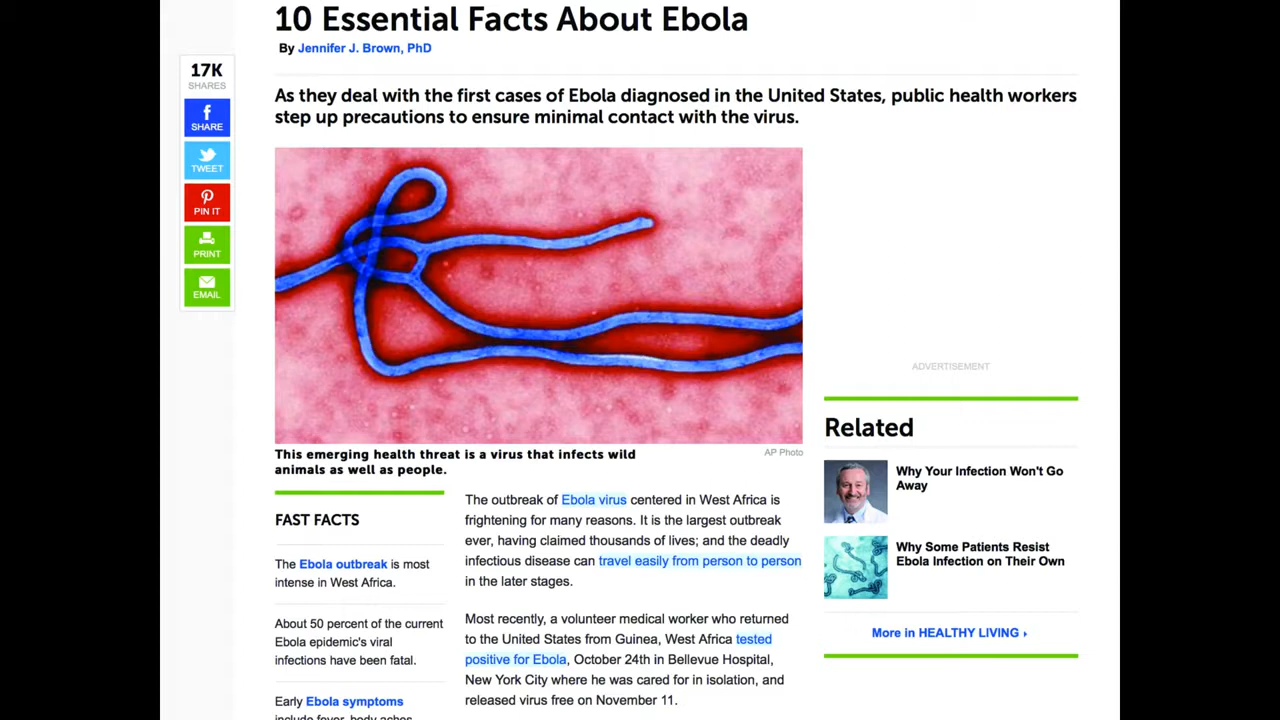 10 Essential Facts About Ebola
By Jennifer J. Brown, PhD
17K
SHARES
SHARE
TWEET
PIN IT
PRINT
EMAIL
As they deal with the first cases of Ebola diagnosed in the United States, public health workers
step up precautions to ensure minimal contact with the virus.
This emerging health threat is a virus that infects wild
animals as well as people.
AP Photo
FAST FACTS
The Ebola outbreak is most
intense in West Africa.
About 50 percent of the current
Ebola epidemic's viral
infections have been fatal.
Early Ebola symptoms
include fever, body aches
The outbreak of Ebola virus centered in West Africa is
frightening for many reasons. It is the largest outbreak
ever, having claimed thousands of lives; and the deadly
infectious disease can travel easily from person to person
in the later stages.
Most recently, a volunteer medical worker who returned
to the United States from Guinea, West Africa tested
positive for Ebola, October 24th in Bellevue Hospital,
New York City where he was cared for in isolation, and
released virus free on November 11.
ADVERTISEMENT
Related
Why Your Infection Won't Go
Away
Why Some Patients Resist
Ebola Infection on Their Own
More in HEALTHY LIVING ›